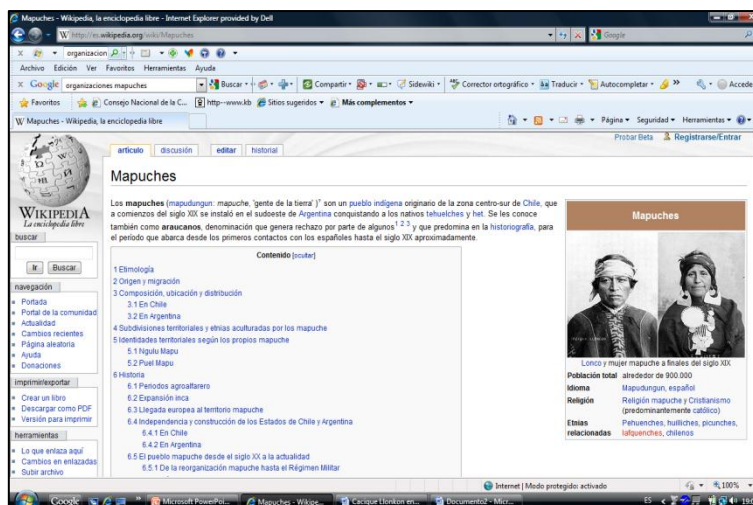 Mapuches - Wikipedia, la enciclopedia libre - Internet Explorer provided by Dell
http://es.wikipedia.org/wiki/Mapuches
Google
organizacion
Archivo Edición Ver Favoritos Herramientas Ayuda
Google organizaciones mapuches Buscar Compartir Sidewiki Corrector ortográfico Traducir Autocompletar Accede
Favoritos Consejo Nacional de la C... http--www.kb Sitios sugeridos Más complementos
Mapuches - Wikipedia, la enciclopedia libre
Página Seguridad Herramientas
Probar Beta Registrarse/Entrar
artículo discusión editar historial
WIKIPEDIA
La enciclopedia libre
buscar
Ir Buscar
navegación
Portada
Portal de la comunidad
Actualidad
Cambios recientes
Página aleatoria
Ayuda
Donaciones
imprimir/exportar
Crear un libro
Descargar como PDF
Versión para imprimir
herramientas
Lo que enlaza aquí
Cambios en enlazadas
Subir archivo
Mapuches
Los mapuches (mapudungun: mapuche, 'gente de la tierra' )* son un pueblo indígena originario de la zona centro-sur de Chile, que
a comienzos del siglo XIX se instaló en el sudoeste de Argentina conquistando a los nativos tehuelches y het. Se les conoce
también como araucanos, denominación que genera rechazo por parte de algunos1 2 3 y que predomina en la historiografía, para
el período que abarca desde los primeros contactos con los españoles hasta el siglo XIX aproximadamente.
Contenido [ocultar]
1 Etimología
2 Origen y migración
3 Composición, ubicación y distribución
3.1 En Chile
3.2 En Argentina
4 Subdivisiones territoriales y etnias aculturadas por los mapuche
5 Identidades territoriales según los propios mapuche
5.1 Ngulu Mapu
5.2 Puel Mapu
6 Historia
6.1 Periodos agroalfarero
6.2 Expansión inca
6.3 Llegada europea al territorio mapuche
6.4 Independencia y construcción de los Estados de Chile y Argentina
6.4.1 En Chile
6.4.2 En Argentina
6.5 El pueblo mapuche desde el siglo XX a la actualidad
6.5.1 De la reorganización mapuche hasta el Régimen Militar
Mapuches
Lonco y mujer mapuche a finales del siglo XIX
Población total alrededor de 900.000
Idioma Mapudungun, español
Religión Religión mapuche y Cristianismo
(predominantemente católico)
Etnias Pehuenches, huilliches, picunches,
relacionadas lafquenches, chilenos
Internet | Modo protegido: activado 100%
Google Microsoft PowerPoi... Mapuches - Wikipe... Cacique Llonkon en... Documento2 - Micr... ES